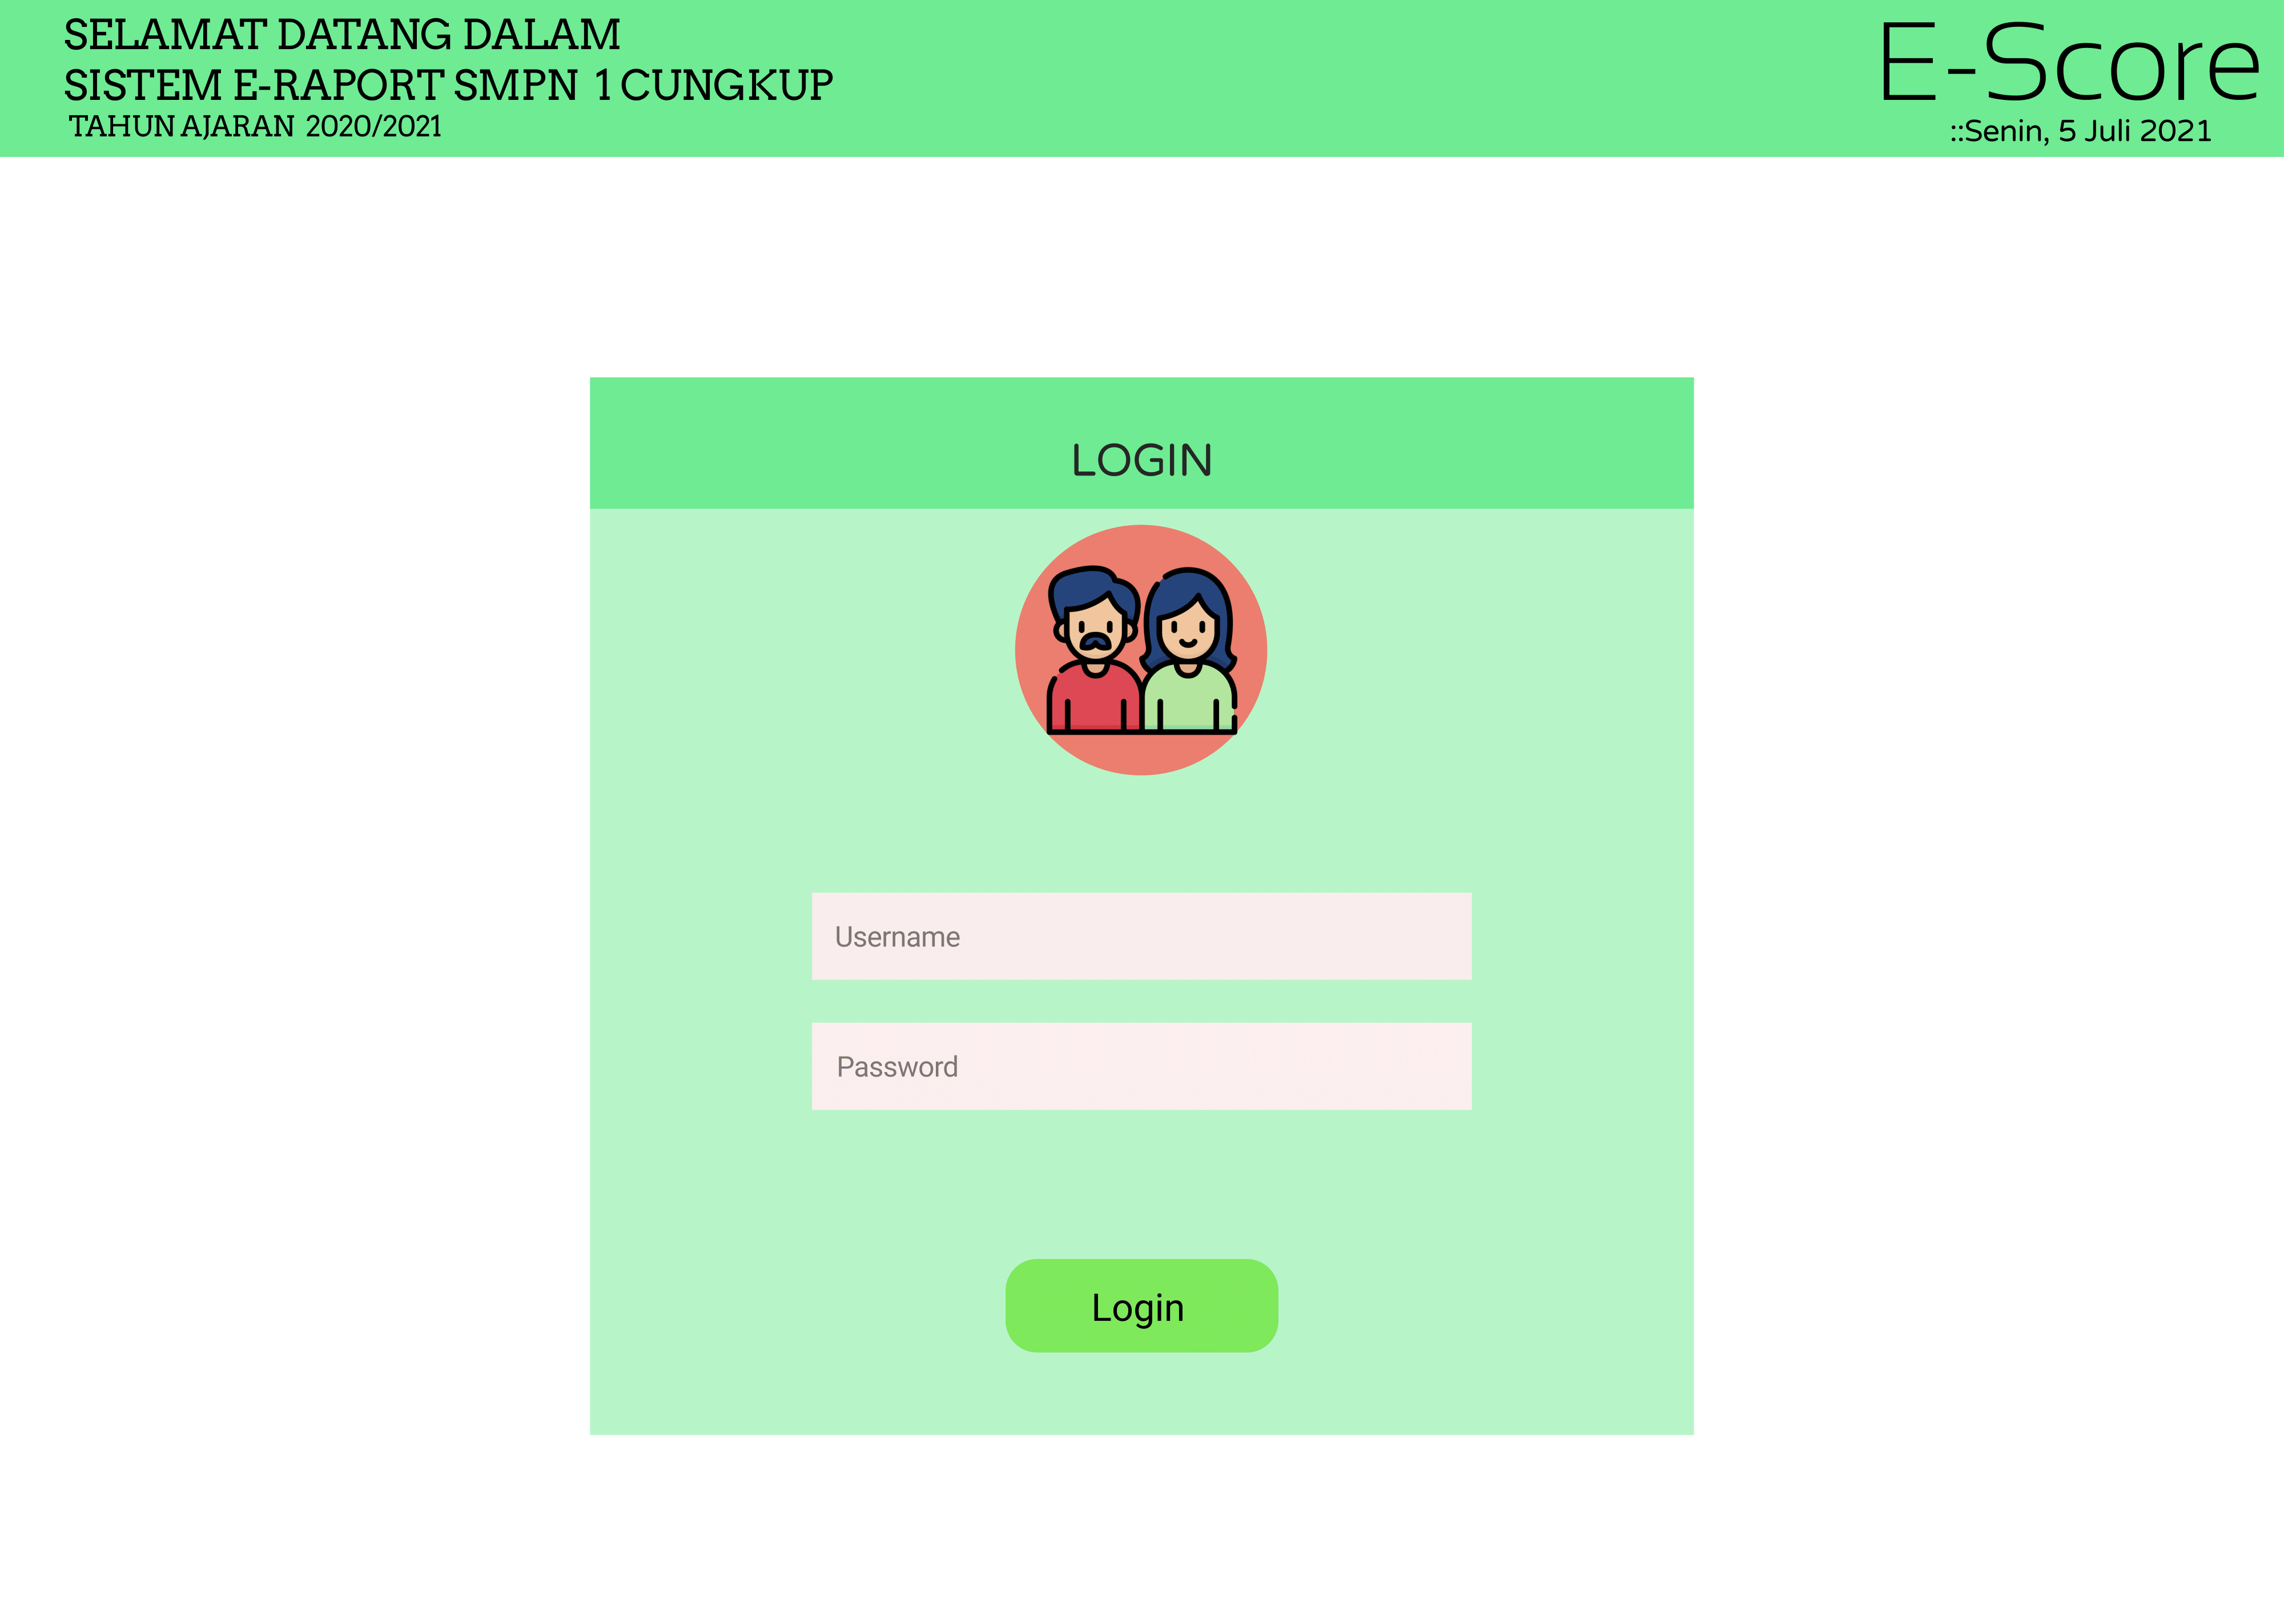 SELAMAT DATANG DALAM
SISTEM E-RAPORT SMPN 1 CUNGKUP
TAHUN AJARAN 2020/2021
E-Score
::Senin, 5 Juli 2021
LOGIN
Username
Password
Login